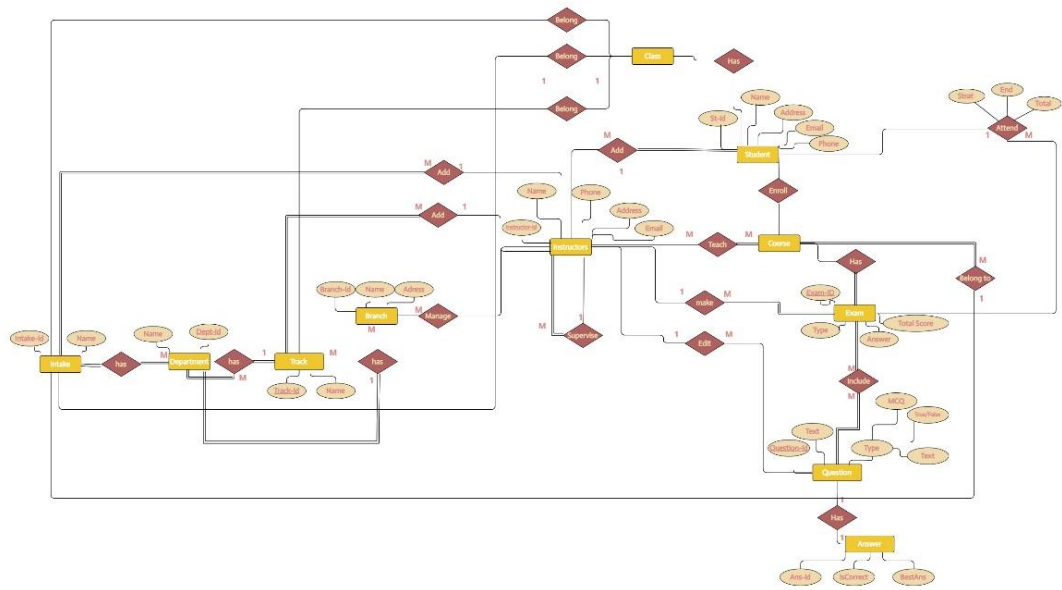 Belong
Belong
Class
Has
1
1
Belong
Name
St-Id
Address
Email
Phone
Student
Start
End
Total
Attend
1
M
M
Add
1
Enroll
M
Add
1
M
Add
1
Name
Phone
Address
Email
Instructor-Id
Instructors
M
Teach
M
Course
Has
M
Belong to
1
Branch-Id
Name
Adress
Branch
M
M
Manage
M
1
Supervise
1
make
M
Exam-ID
Exam
Type
Answer
Total Score
1
Edit
M
Intake-Id
Name
Intake
has
M
Name
Dept-Id
Department
has
M
1
Track
M
Track-Id
Name
has
1
M
Include
M
MCQ
True/False
Text
Type
Text
Question-Id
Question
1
Has
1
Answer
Ans-Id
IsCorrect
BestAns